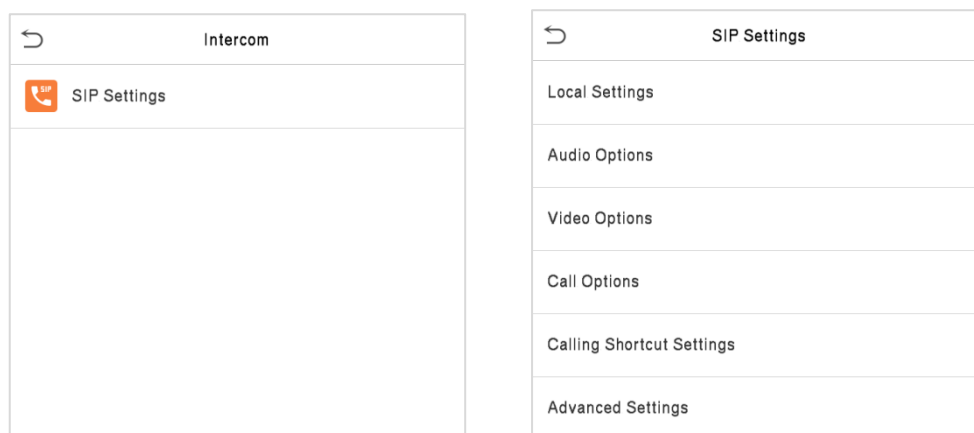 Intercom
SIP
SIP Settings
SIP Settings
Local Settings
Audio Options
Video Options
Call Options
Calling Shortcut Settings
Advanced Settings